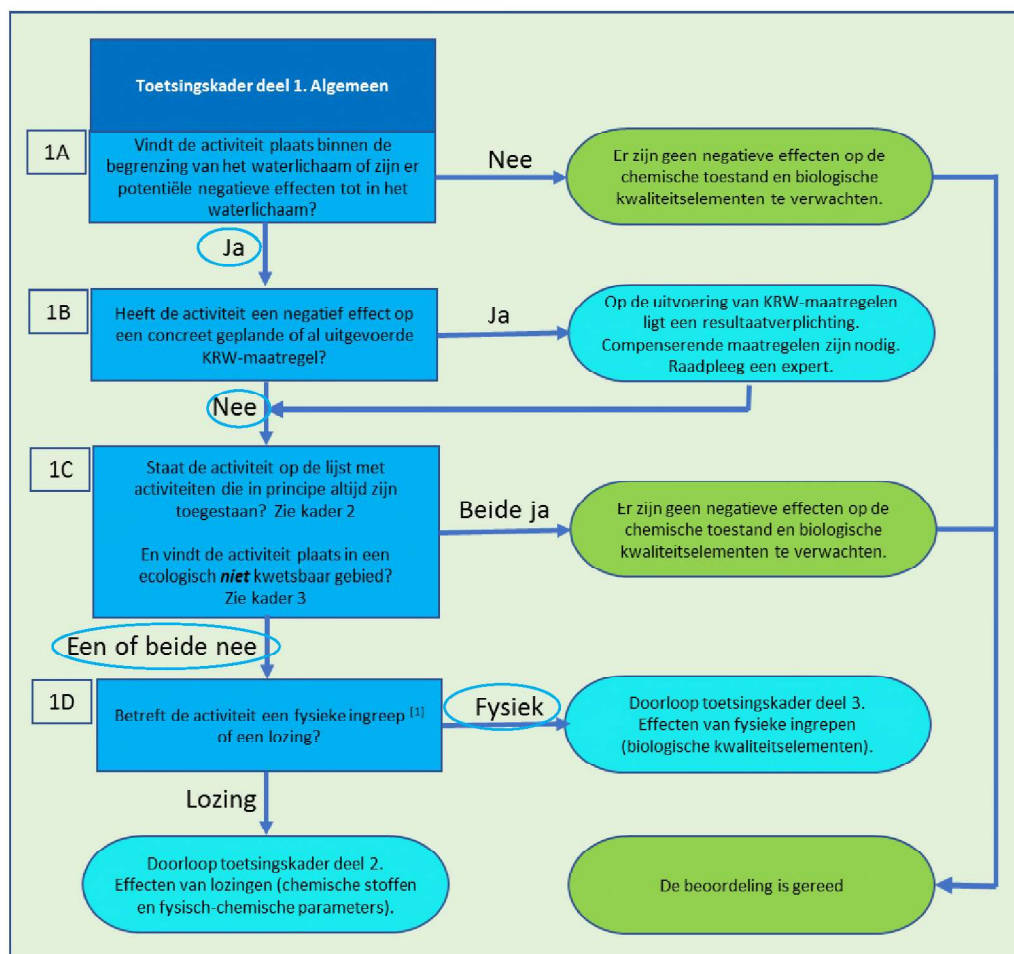 Toetsingskader deel 1. Algemeen
1A
Vindt de activiteit plaats binnen de
begrenzing van het waterlichaam of zijn er
potentiële negatieve effecten tot in het
waterlichaam?
Nee
Er zijn geen negatieve effecten op de
chemische toestand en biologische
kwaliteitselementen te verwachten.
Ja
1B
Heeft de activiteit een negatief effect op
een concreet geplande of al uitgevoerde
KRW-maatregel?
Ja
Op de uitvoering van KRW-maatregelen
ligt een resultaatverplichting.
Compenserende maatregelen zijn nodig.
Raadpleeg een expert.
Nee
1C
Staat de activiteit op de lijst met
activiteiten die in principe altijd zijn
toegestaan? Zie kader 2
En vindt de activiteit plaats in een
ecologisch niet kwetsbaar gebied?
Zie kader 3
Beide ja
Er zijn geen negatieve effecten op de
chemische toestand en biologische
kwaliteitselementen te verwachten.
Een of beide nee
1D
Betreft de activiteit een fysieke ingreep [1]
of een lozing?
Fysiek
Doorloop toetsingskader deel 3.
Effecten van fysieke ingrepen
(biologische kwaliteitselementen).
Lozing
Doorloop toetsingskader deel 2.
Effecten van lozingen (chemische stoffen
en fysisch-chemische parameters).
De beoordeling is gereed